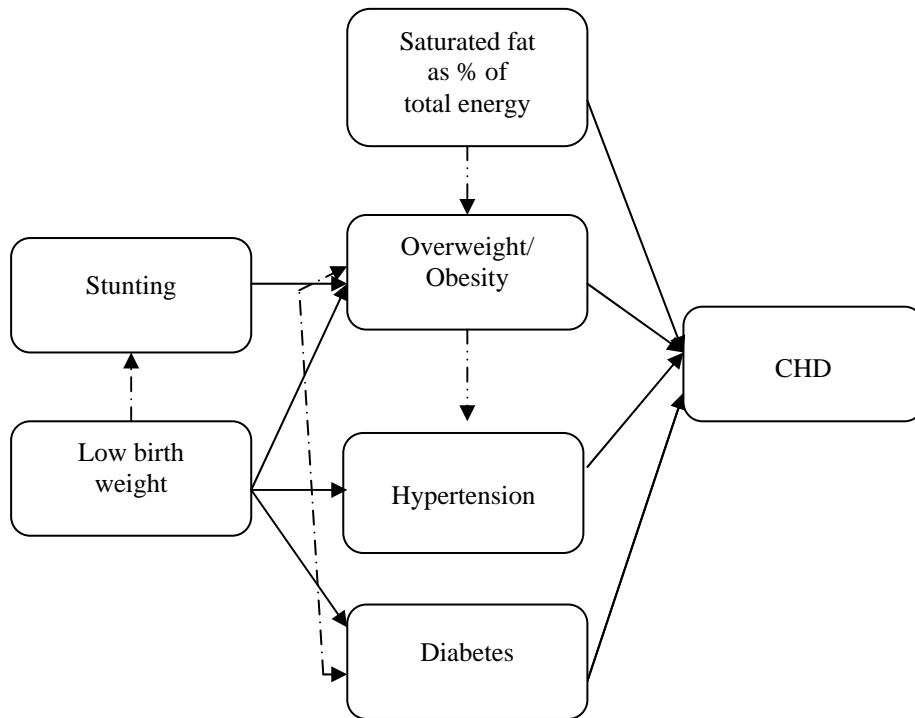 Saturated fat
as % of
total energy
Overweight/
Obesity
Stunting
CHD
Low birth
weight
Hypertension
Diabetes